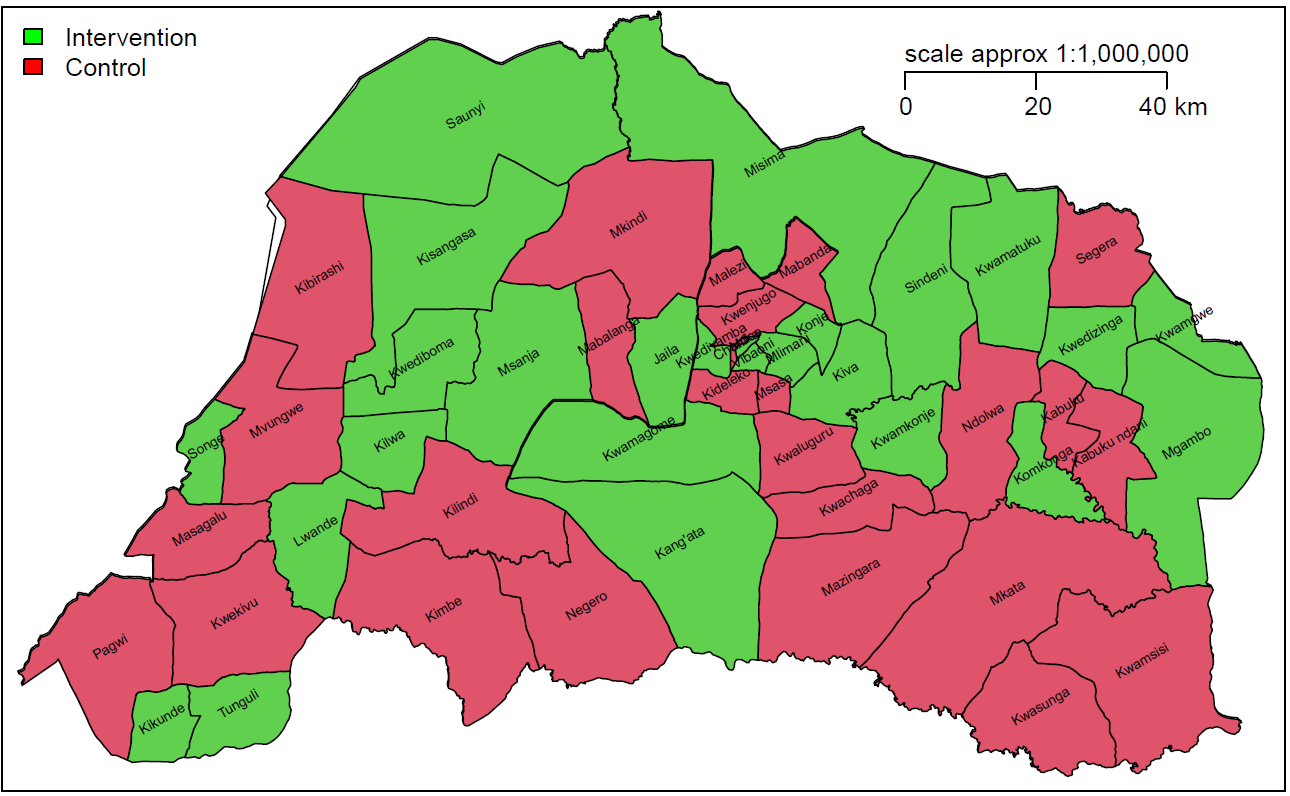 Intervention
Control
scale approx 1:1,000,000
0 20 40 km
Saunyi
Misima
Kisangasa
Mkindi
Kibirashi
Malezi
Mabanda
Sindeni
Kwamatuku
Segera
Kwenjugo
Konje
Kwedizinga
Kwamgwe
Kwediboma
Msanja
Mabalanga
Jaila
Vibaoni
Mlimani
Kiva
Kideleko
Msasa
Songe
Mvungwe
Kilwa
Kwamagome
Kwaluguru
Kwamkonje
Ndolwa
Kabuku
Kabuku ndani
Komkonga
Mgambo
Masagalu
Lwande
Kilindi
Kang'ata
Kwachaga
Mazingara
Mkata
Pagwi
Kwekivu
Kimbe
Negero
Kwamsisi
Kwasunga
Kikunde
Tunguli